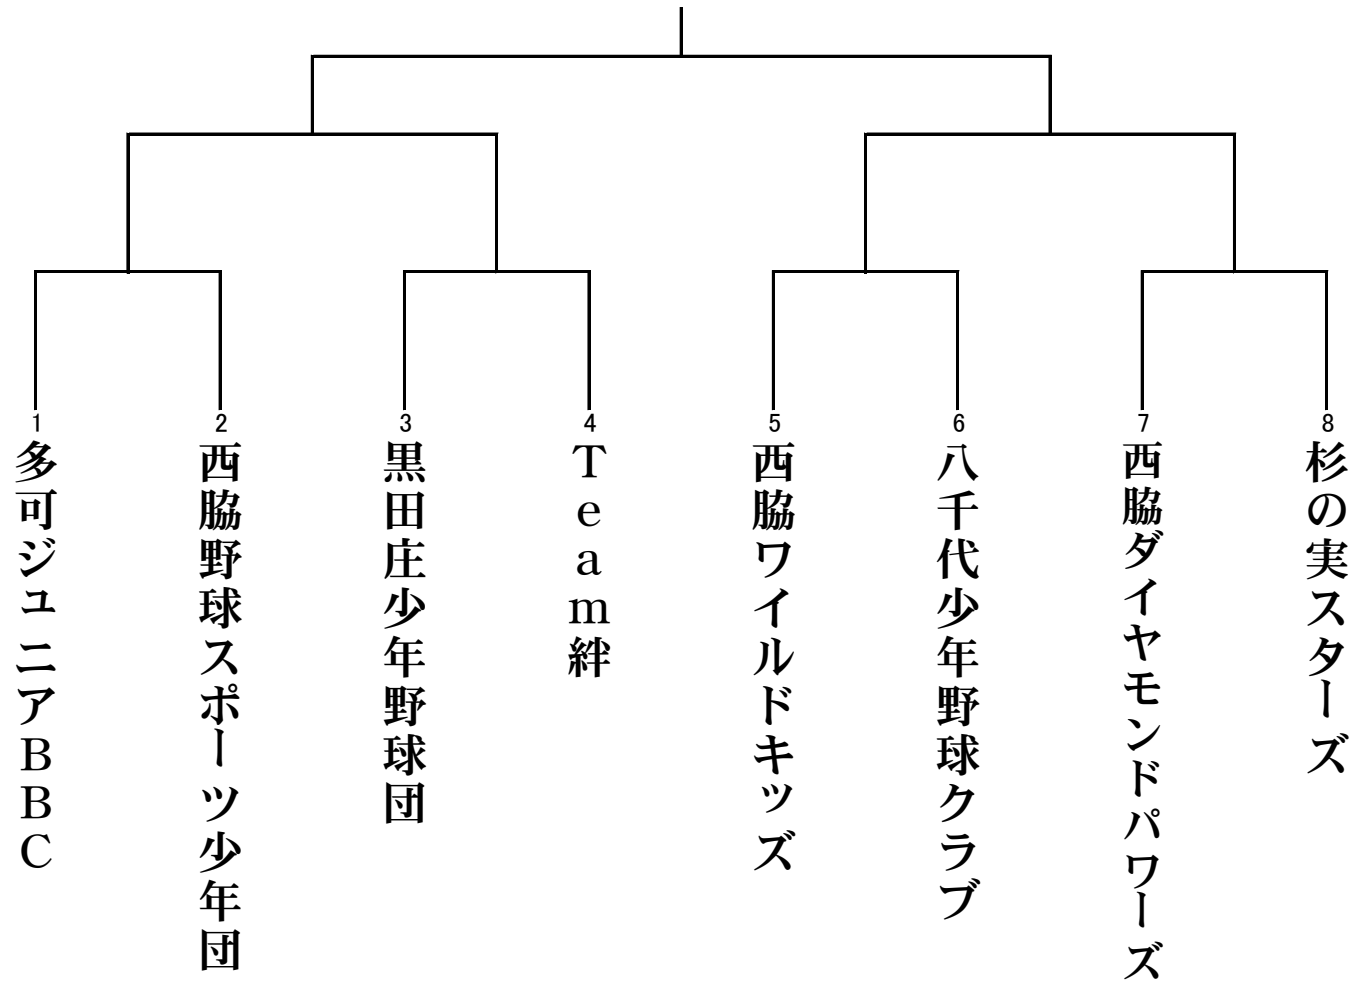 1
多可ジュニアＢＢＣ
2
西脇野球スポーツ少年団
3
黒田庄少年野球団
4
Ｔｅａｍ絆
5
西脇ワイルドキッズ
6
八千代少年野球クラブ
7
西脇ダイヤモンドパワーズ
8
杉の実スターズ